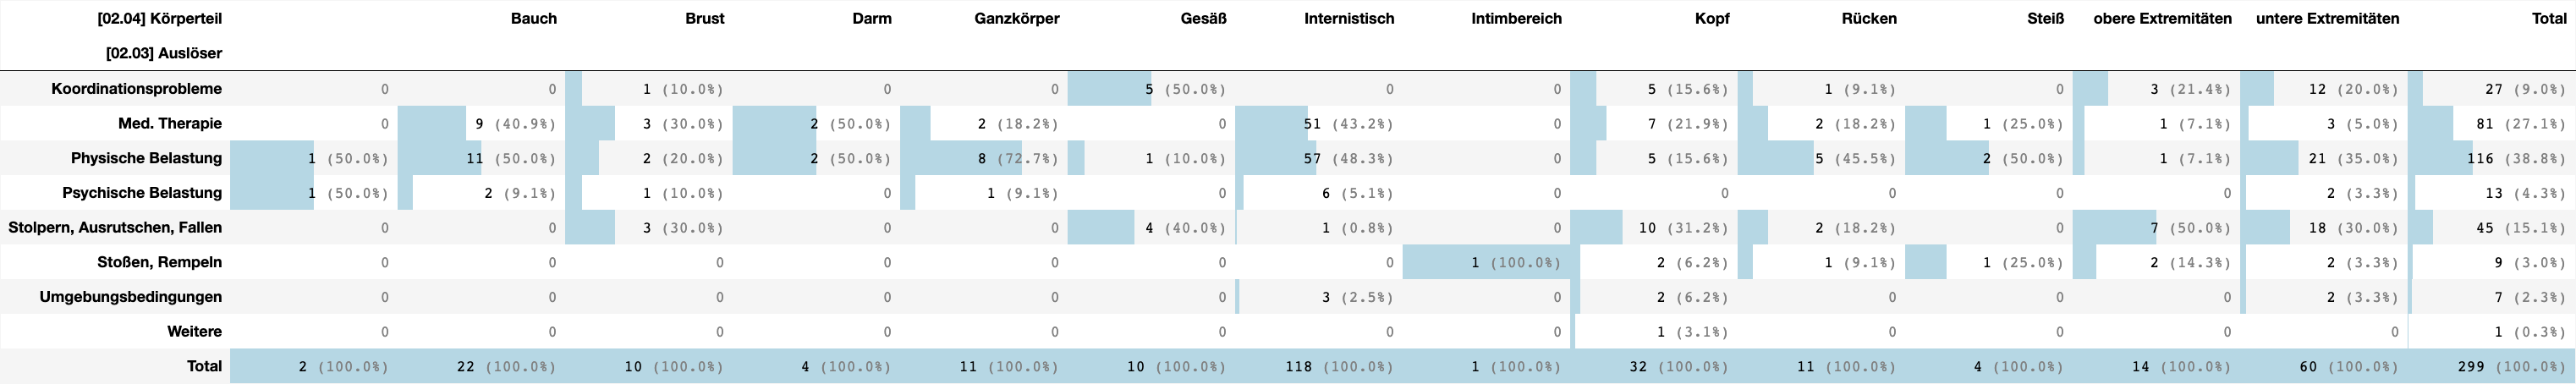 [02.04] Körperteil Bauch Brust Darm Ganzkörper Gesäß Internistisch Intimbereich Kopf Rücken Steiß obere Extremitäten untere Extremitäten Total
[02.03] Auslöser
Koordinationsprobleme 0 0 1 (10.0%) 0 0 5 (50.0%) 0 0 5 (15.6%) 1 (9.1%) 0 3 (21.4%) 12 (20.0%) 27 (9.0%)
Med. Therapie 0 9 (40.9%) 3 (30.0%) 2 (50.0%) 2 (18.2%) 0 51 (43.2%) 0 7 (21.9%) 2 (18.2%) 1 (25.0%) 1 (7.1%) 3 (5.0%) 81 (27.1%)
Physische Belastung 1 (50.0%) 11 (50.0%) 2 (20.0%) 2 (50.0%) 8 (72.7%) 1 (10.0%) 57 (48.3%) 0 5 (15.6%) 5 (45.5%) 2 (50.0%) 1 (7.1%) 21 (35.0%) 116 (38.8%)
Psychische Belastung 1 (50.0%) 2 (9.1%) 1 (10.0%) 0 1 (9.1%) 0 6 (5.1%) 0 0 0 0 0 2 (3.3%) 13 (4.3%)
Stolpern, Ausrutschen, Fallen 0 0 3 (30.0%) 0 0 4 (40.0%) 1 (0.8%) 0 10 (31.2%) 2 (18.2%) 0 7 (50.0%) 18 (30.0%) 45 (15.1%)
Stoßen, Rempeln 0 0 0 0 0 0 0 1 (100.0%) 2 (6.2%) 1 (9.1%) 1 (25.0%) 2 (14.3%) 2 (3.3%) 9 (3.0%)
Umgebungsbedingungen 0 0 0 0 0 0 3 (2.5%) 0 2 (6.2%) 0 0 0 2 (3.3%) 7 (2.3%)
Weitere 0 0 0 0 0 0 0 0 1 (3.1%) 0 0 0 0 1 (0.3%)
Total 2 (100.0%) 22 (100.0%) 10 (100.0%) 4 (100.0%) 11 (100.0%) 10 (100.0%) 118 (100.0%) 1 (100.0%) 32 (100.0%) 11 (100.0%) 4 (100.0%) 14 (100.0%) 60 (100.0%) 299 (100.0%)